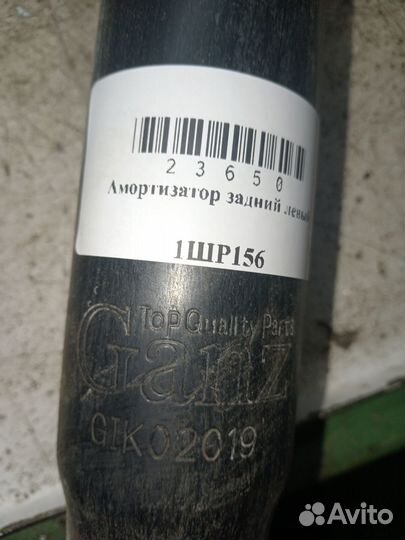 23650
Амортизатор задний левый
1ШР156
Top Quality Parts
Ganz
GIK02019
Avito